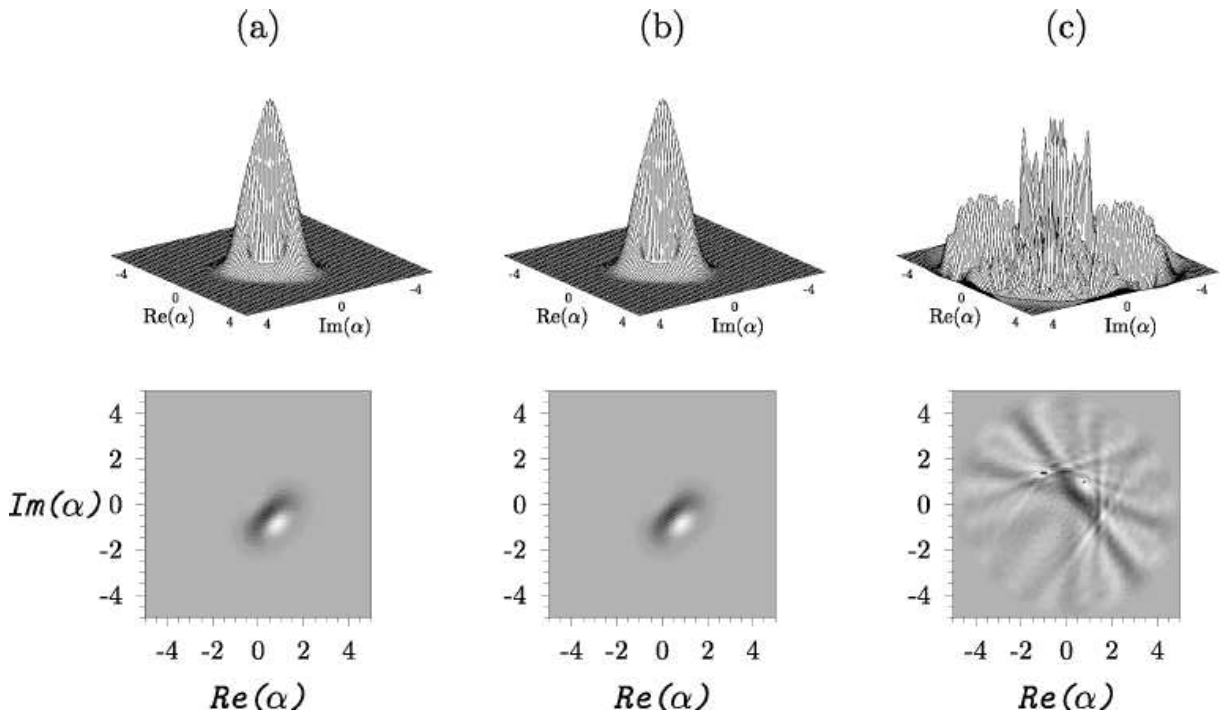 (a) (b) (c)
-4 0 4 Re(α) 4 0 -4 Im(α)
-4 0 4 Re(α) 4 0 -4 Im(α)
-4 0 4 Re(α) 4 0 -4 Im(α)
4 4 4
2 2 2
Im(α) 0 0 0
-2 -2 -2
-4 -4 -4
-4 -2 0 2 4 -4 -2 0 2 4 -4 -2 0 2 4
Re(α) Re(α) Re(α)